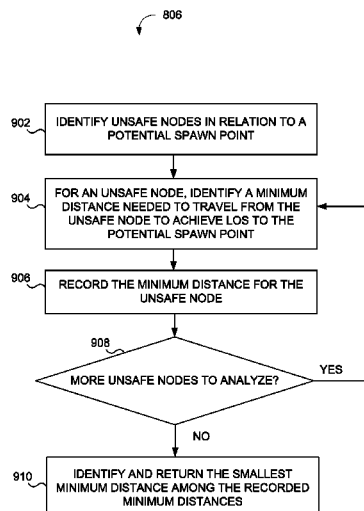 806
902
IDENTIFY UNSAFE NODES IN RELATION TO A
POTENTIAL SPAWN POINT
904
FOR AN UNSAFE NODE, IDENTIFY A MINIMUM
DISTANCE NEEDED TO TRAVEL FROM THE
UNSAFE NODE TO ACHIEVE LOS TO THE
POTENTIAL SPAWN POINT
906
RECORD THE MINIMUM DISTANCE FOR THE
UNSAFE NODE
908
MORE UNSAFE NODES TO ANALYZE?
YES
NO
910
IDENTIFY AND RETURN THE SMALLEST
MINIMUM DISTANCE AMONG THE RECORDED
MINIMUM DISTANCES